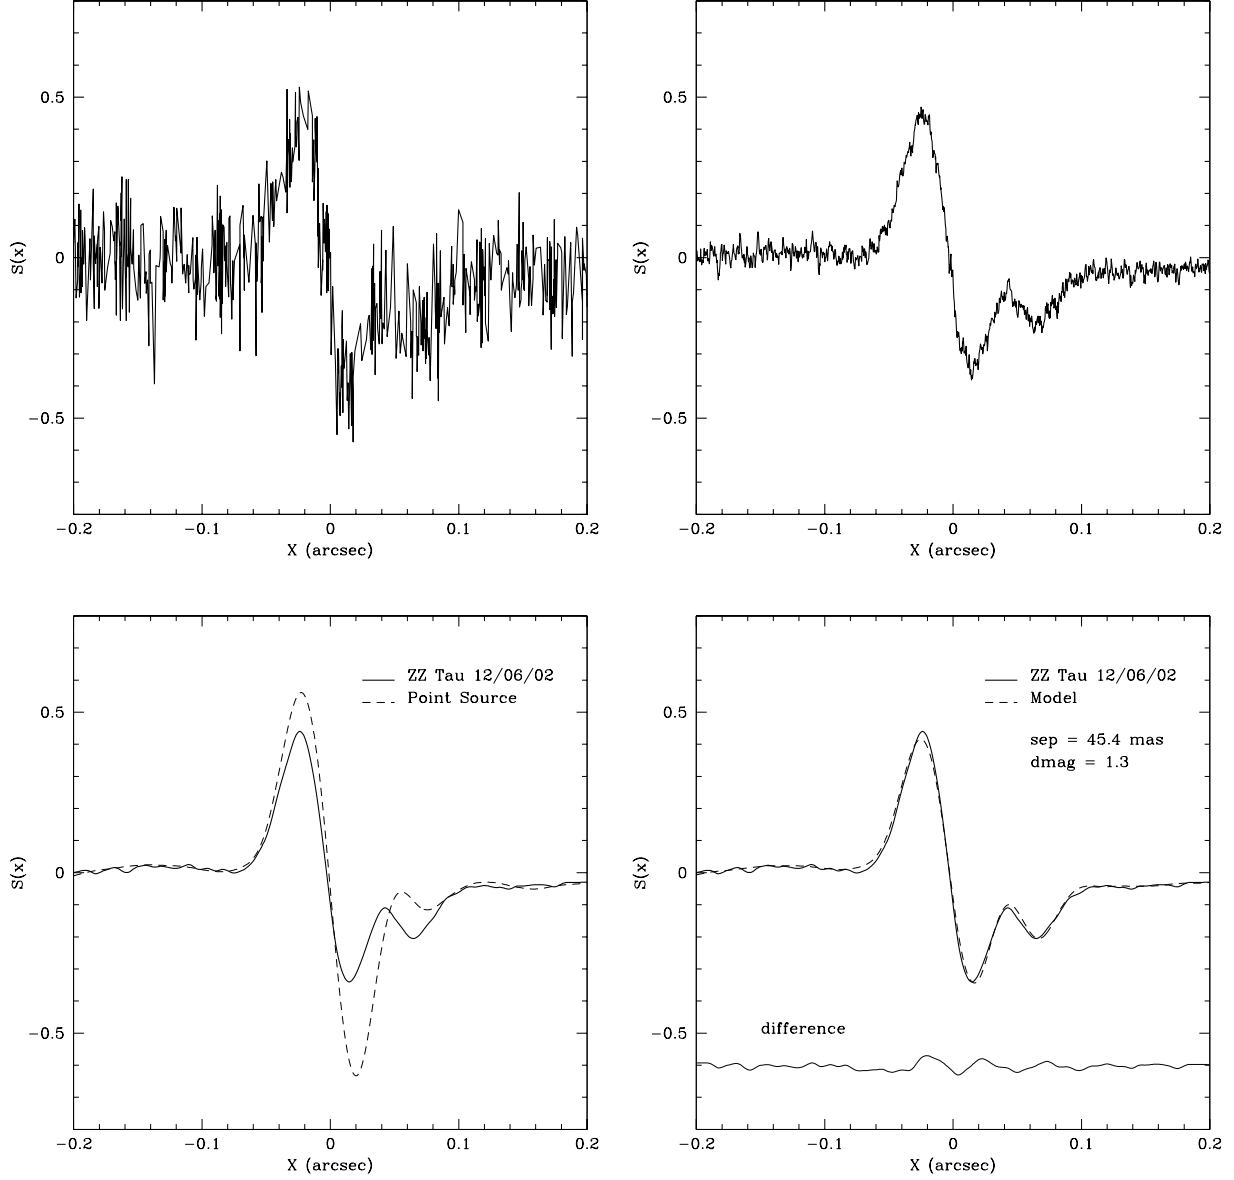 0.5
0
−0.5
S(x)
−0.2
−0.1
0
0.1
0.2
X (arcsec)
0.5
0
−0.5
S(x)
−0.2
−0.1
0
0.1
0.2
X (arcsec)
ZZ Tau 12/06/02
Point Source
0.5
0
−0.5
S(x)
−0.2
−0.1
0
0.1
0.2
X (arcsec)
ZZ Tau 12/06/02
Model
sep = 45.4 mas
dmag = 1.3
0.5
0
−0.5
S(x)
difference
−0.2
−0.1
0
0.1
0.2
X (arcsec)